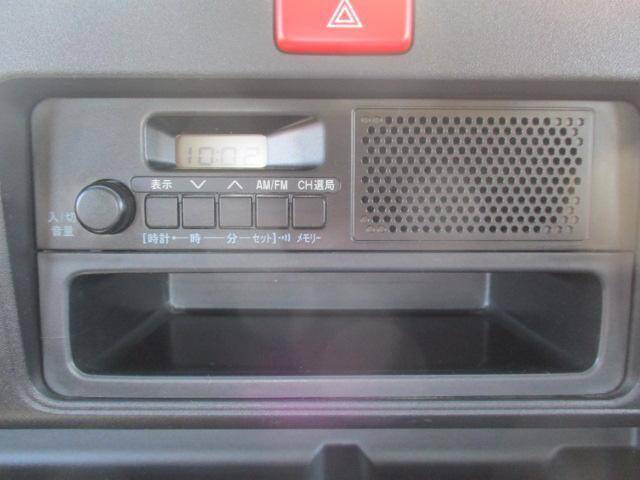 10:02
表示 ∨ ∧ AM/FM CH選局
入・切
音量
[時計•─時──分─セット]•))) メモリー